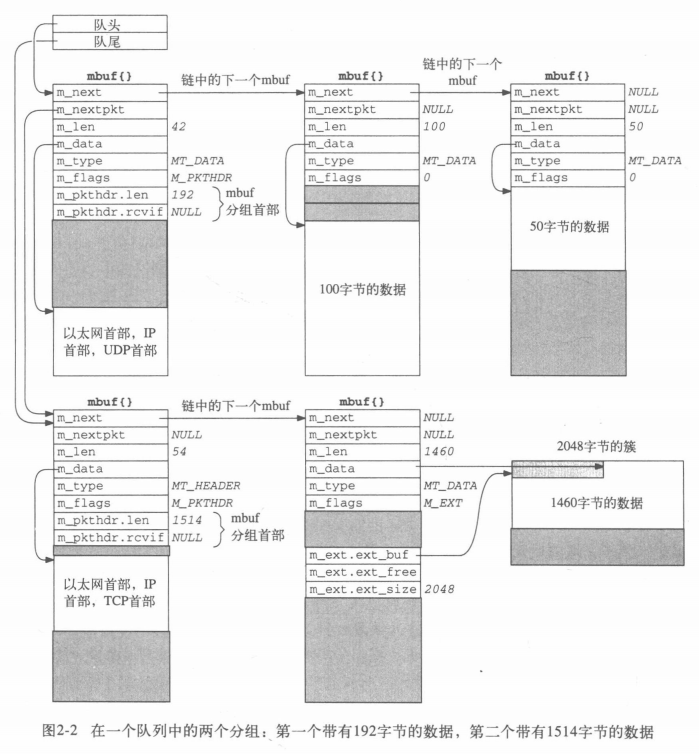 队头
队尾
mbuf{}
m_next
m_nextpkt
m_len 42
m_data
m_type MT_DATA
m_flags M_PKTHDR
m_pkthdr.len 192
m_pkthdr.rcvif NULL
mbuf
分组首部
以太网首部，IP
首部，UDP首部
链中的下一个mbuf
mbuf{}
m_next
m_nextpkt NULL
m_len 100
m_data
m_type MT_DATA
m_flags 0
100字节的数据
链中的下一个
mbuf
mbuf{}
m_next NULL
m_nextpkt NULL
m_len 50
m_data
m_type MT_DATA
m_flags 0
50字节的数据
mbuf{}
m_next
m_nextpkt NULL
m_len 54
m_data
m_type MT_HEADER
m_flags M_PKTHDR
m_pkthdr.len 1514
m_pkthdr.rcvif NULL
mbuf
分组首部
以太网首部，IP
首部，TCP首部
链中的下一个mbuf
mbuf{}
m_next NULL
m_nextpkt NULL
m_len 1460
m_data
m_type MT_DATA
m_flags M_EXT
m_ext.ext_buf
m_ext.ext_free
m_ext.ext_size 2048
2048字节的簇
1460字节的数据
图2-2 在一个队列中的两个分组：第一个带有192字节的数据，第二个带有1514字节的数据